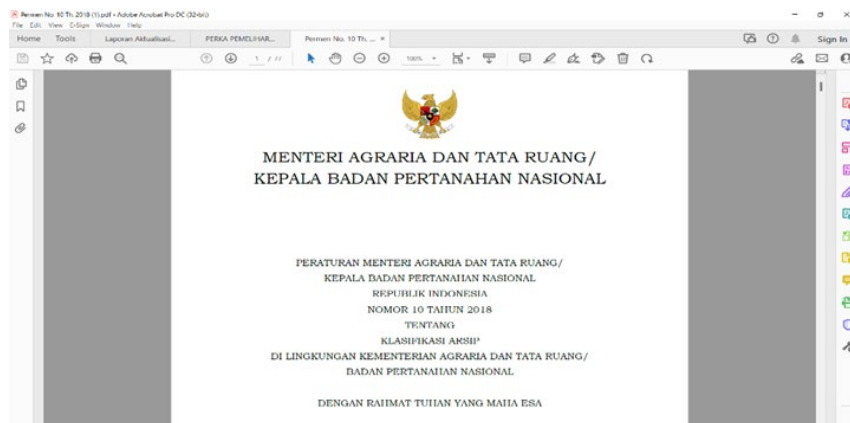 Permen No. 10 Th. 2018 (1).pdf - Adobe Acrobat Pro DC (32-bit)
File Edit View E-Sign Window Help
Home Tools Laporan Aktualisasi... PERKA PEMELIHAR... Permen No. 10 Th. ... × Sign In
1 / 77 100%
MENTERI AGRARIA DAN TATA RUANG/
KEPALA BADAN PERTANAHAN NASIONAL
PERATURAN MENTERI AGRARIA DAN TATA RUANG/
KEPALA BADAN PERTANAHAN NASIONAL
REPUBLIK INDONESIA
NOMOR 10 TAHUN 2018
TENTANG
KLASIFIKASI ARSIP
DI LINGKUNGAN KEMENTERIAN AGRARIA DAN TATA RUANG/
BADAN PERTANAHAN NASIONAL
DENGAN RAHMAT TUHAN YANG MAHA ESA